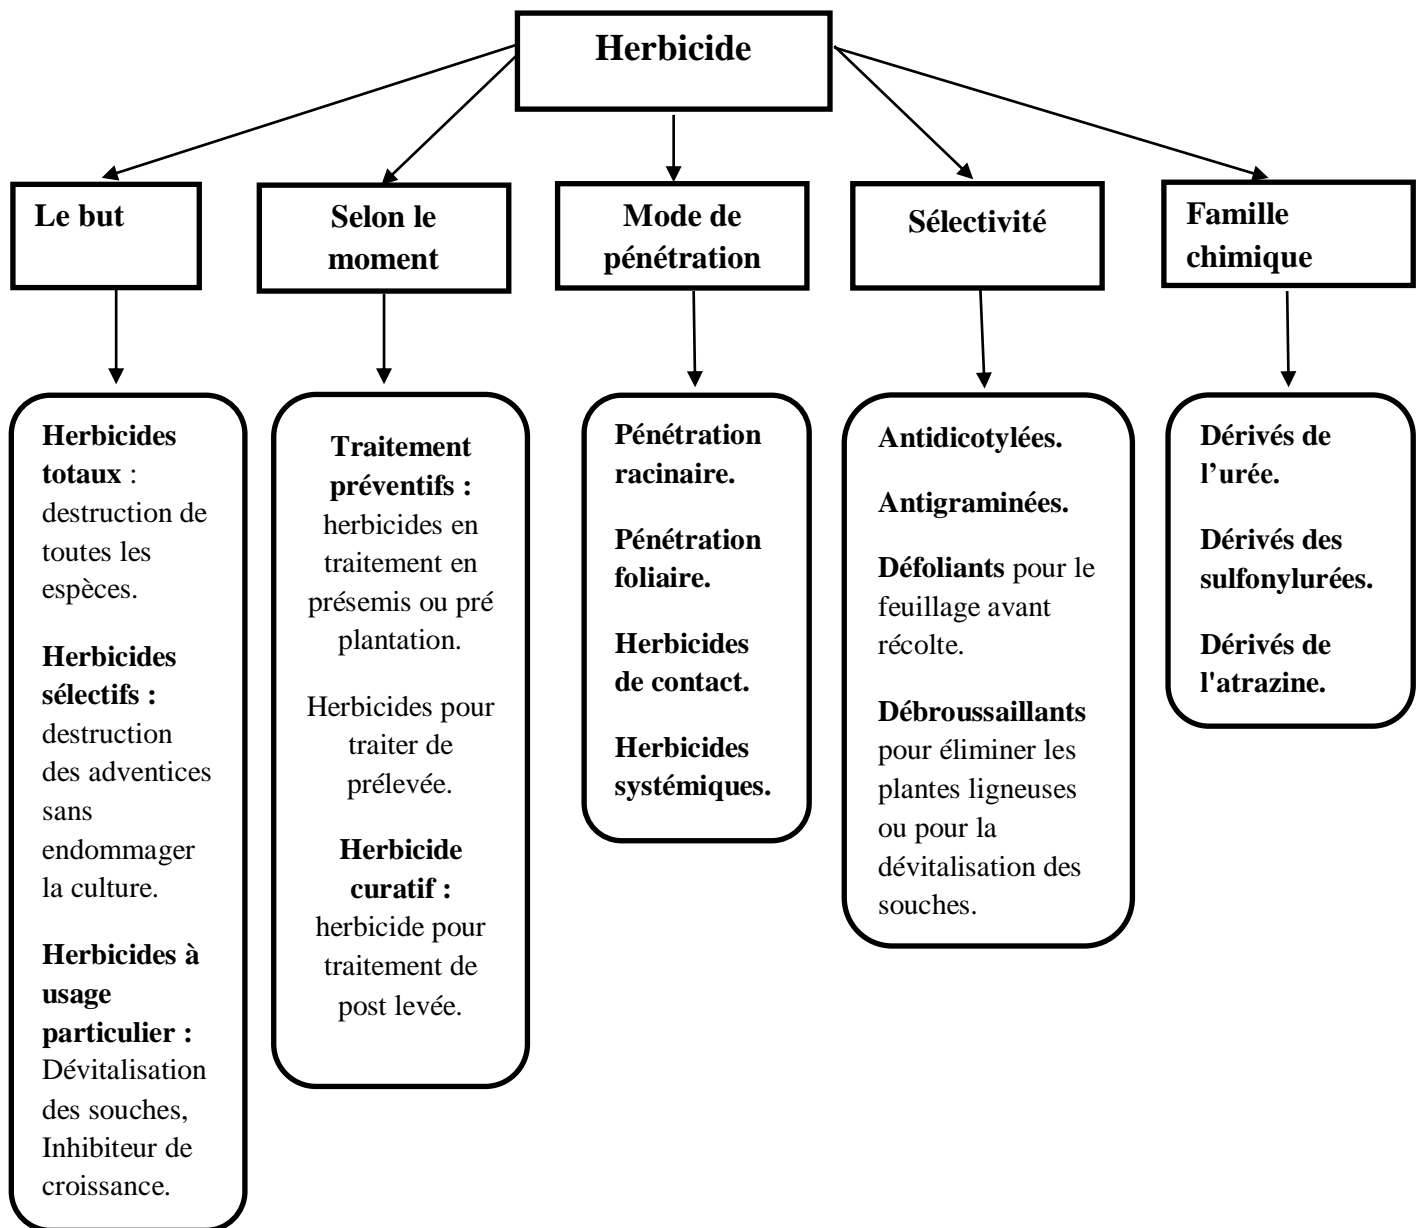 Herbicide
Le but
Selon le
moment
Mode de
pénétration
Sélectivité
Famille
chimique
Herbicides
totaux :
destruction de
toutes les
espèces.
Herbicides
sélectifs :
destruction
des adventices
sans
endommager
la culture.
Herbicides à
usage
particulier :
Dévitalisation
des souches,
Inhibiteur de
croissance.
Traitement
préventifs :
herbicides en
traitement en
présemis ou pré
plantation.
Herbicides pour
traiter de
prélevée.
Herbicide
curatif :
herbicide pour
traitement de
post levée.
Pénétration
racinaire.
Pénétration
foliaire.
Herbicides
de contact.
Herbicides
systémiques.
Antidicotylées.
Antigraminées.
Défoliants pour le
feuillage avant
récolte.
Débroussaillants
pour éliminer les
plantes ligneuses
ou pour la
dévitalisation des
souches.
Dérivés de
l’urée.
Dérivés des
sulfonylurées.
Dérivés de
l'atrazine.